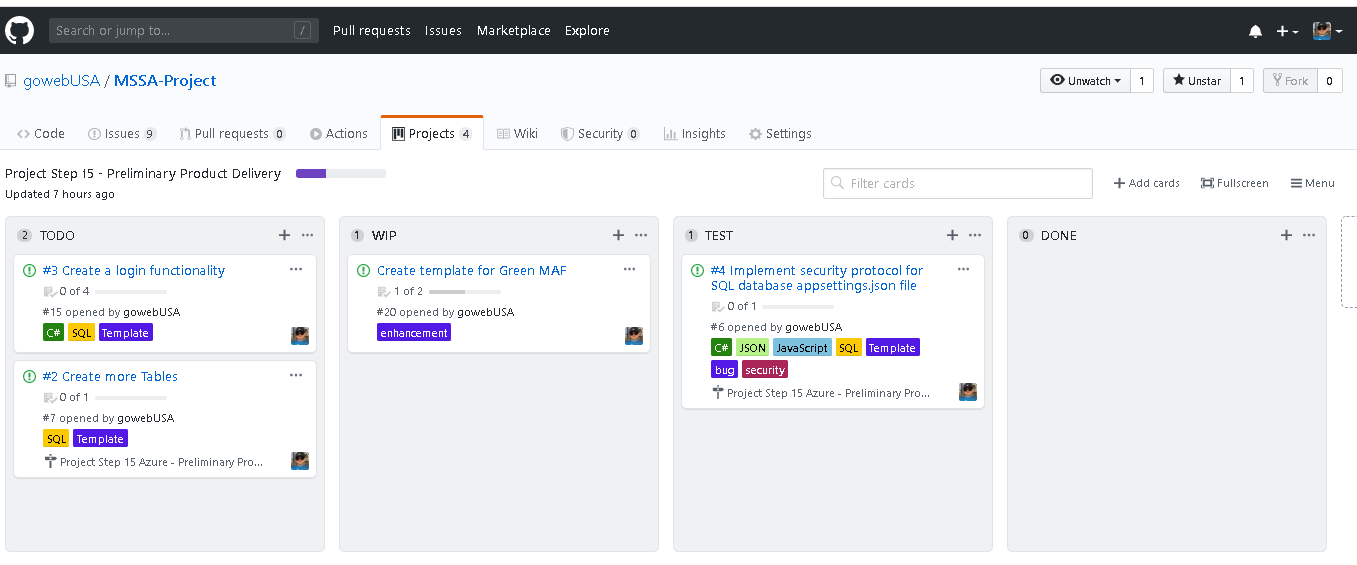 Search or jump to... /
Pull requests Issues Marketplace Explore
gowebUSA / MSSA-Project
Unwatch 1 Unstar 1 Fork 0
Code Issues 9 Pull requests 0 Actions Projects 4 Wiki Security 0 Insights Settings
Project Step 15 - Preliminary Product Delivery
Updated 7 hours ago
Filter cards
Add cards Fullscreen Menu
2 TODO
#3 Create a login functionality
0 of 4
#15 opened by gowebUSA
C# SQL Template
#2 Create more Tables
0 of 1
#7 opened by gowebUSA
SQL Template
Project Step 15 Azure - Preliminary Pro...
1 WIP
Create template for Green MAF
1 of 2
#20 opened by gowebUSA
enhancement
1 TEST
#4 Implement security protocol for
SQL database appsettings.json file
0 of 1
#6 opened by gowebUSA
C# JSON JavaScript SQL Template
bug security
Project Step 15 Azure - Preliminary Pro...
0 DONE